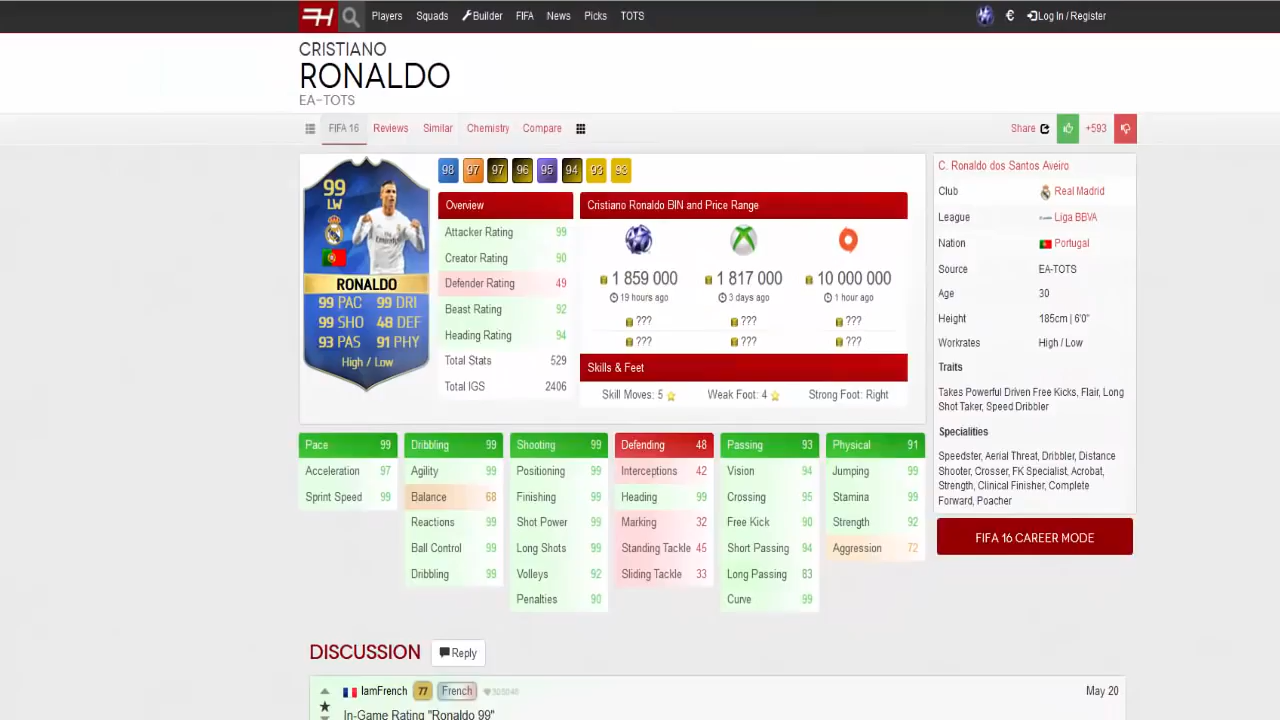 Players Squads Builder FIFA News Picks TOTS € Log In / Register
CRISTIANO
RONALDO
EA-TOTS
FIFA 16 Reviews Similar Chemistry Compare Share +593
98 97 97 96 95 94 93 93
99
LW
RONALDO
99 PAC 99 DRI
99 SHO 48 DEF
93 PAS 91 PHY
High / Low
Overview
Attacker Rating 99
Creator Rating 90
Defender Rating 49
Beast Rating 92
Heading Rating 94
Total Stats 529
Total IGS 2406
Cristiano Ronaldo BIN and Price Range
1 859 000 1 817 000 10 000 000
19 hours ago 3 days ago 1 hour ago
??? ??? ???
??? ??? ???
Skills & Feet
Skill Moves: 5 Weak Foot: 4 Strong Foot: Right
C. Ronaldo dos Santos Aveiro
Club Real Madrid
League Liga BBVA
Nation Portugal
Source EA-TOTS
Age 30
Height 185cm | 6'0"
Workrates High / Low
Traits
Takes Powerful Driven Free Kicks, Flair, Long
Shot Taker, Speed Dribbler
Specialities
Speedster, Aerial Threat, Dribbler, Distance
Shooter, Crosser, FK Specialist, Acrobat,
Strength, Clinical Finisher, Complete
Forward, Poacher
FIFA 16 CAREER MODE
Pace 99
Acceleration 97
Sprint Speed 99
Dribbling 99
Agility 99
Balance 68
Reactions 99
Ball Control 99
Dribbling 99
Shooting 99
Positioning 99
Finishing 99
Shot Power 99
Long Shots 99
Volleys 92
Penalties 90
Defending 48
Interceptions 42
Heading 99
Marking 32
Standing Tackle 45
Sliding Tackle 33
Passing 93
Vision 94
Crossing 95
Free Kick 90
Short Passing 94
Long Passing 83
Curve 99
Physical 91
Jumping 99
Stamina 99
Strength 92
Aggression 72
DISCUSSION Reply
IamFrench 77 French May 20
In-Game Rating "Ronaldo 99"